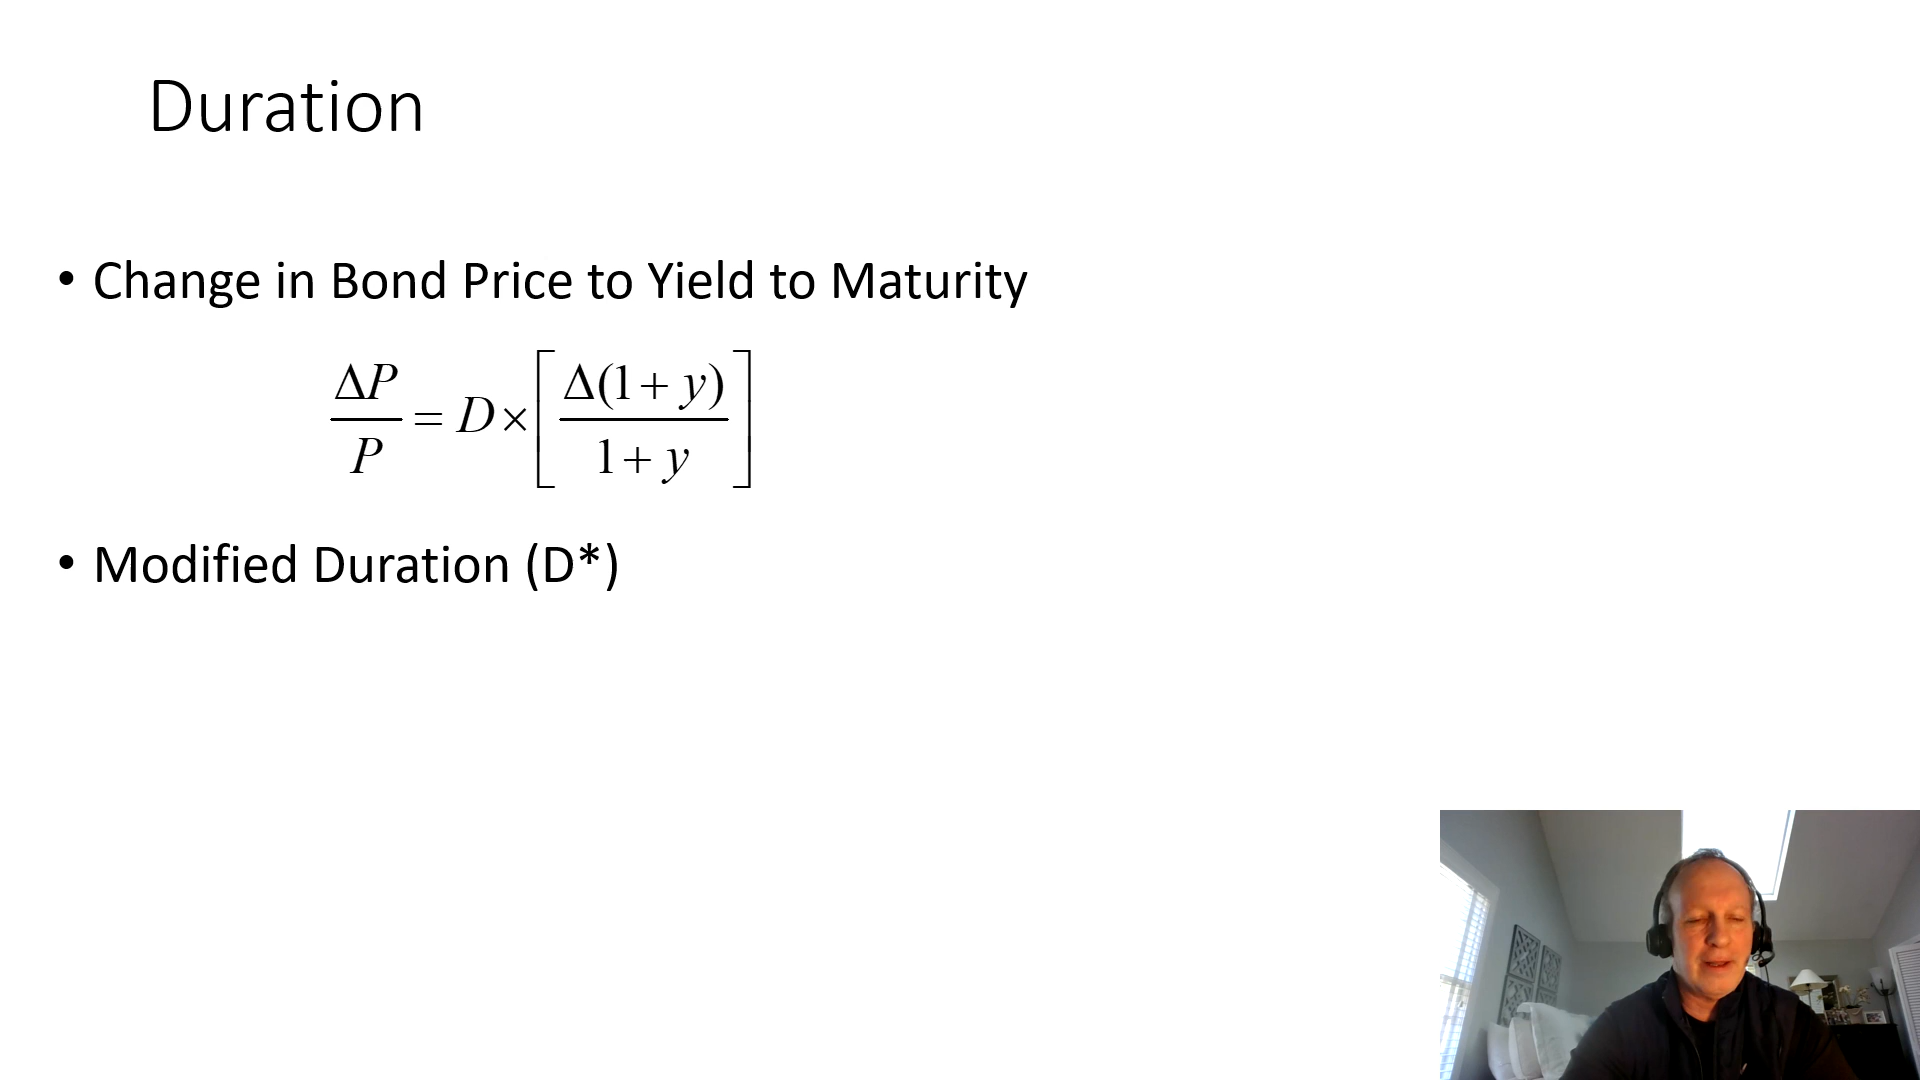 Duration
• Change in Bond Price to Yield to Maturity
ΔP/P = D × [Δ(1 + y)/(1 + y)]
• Modified Duration (D*)